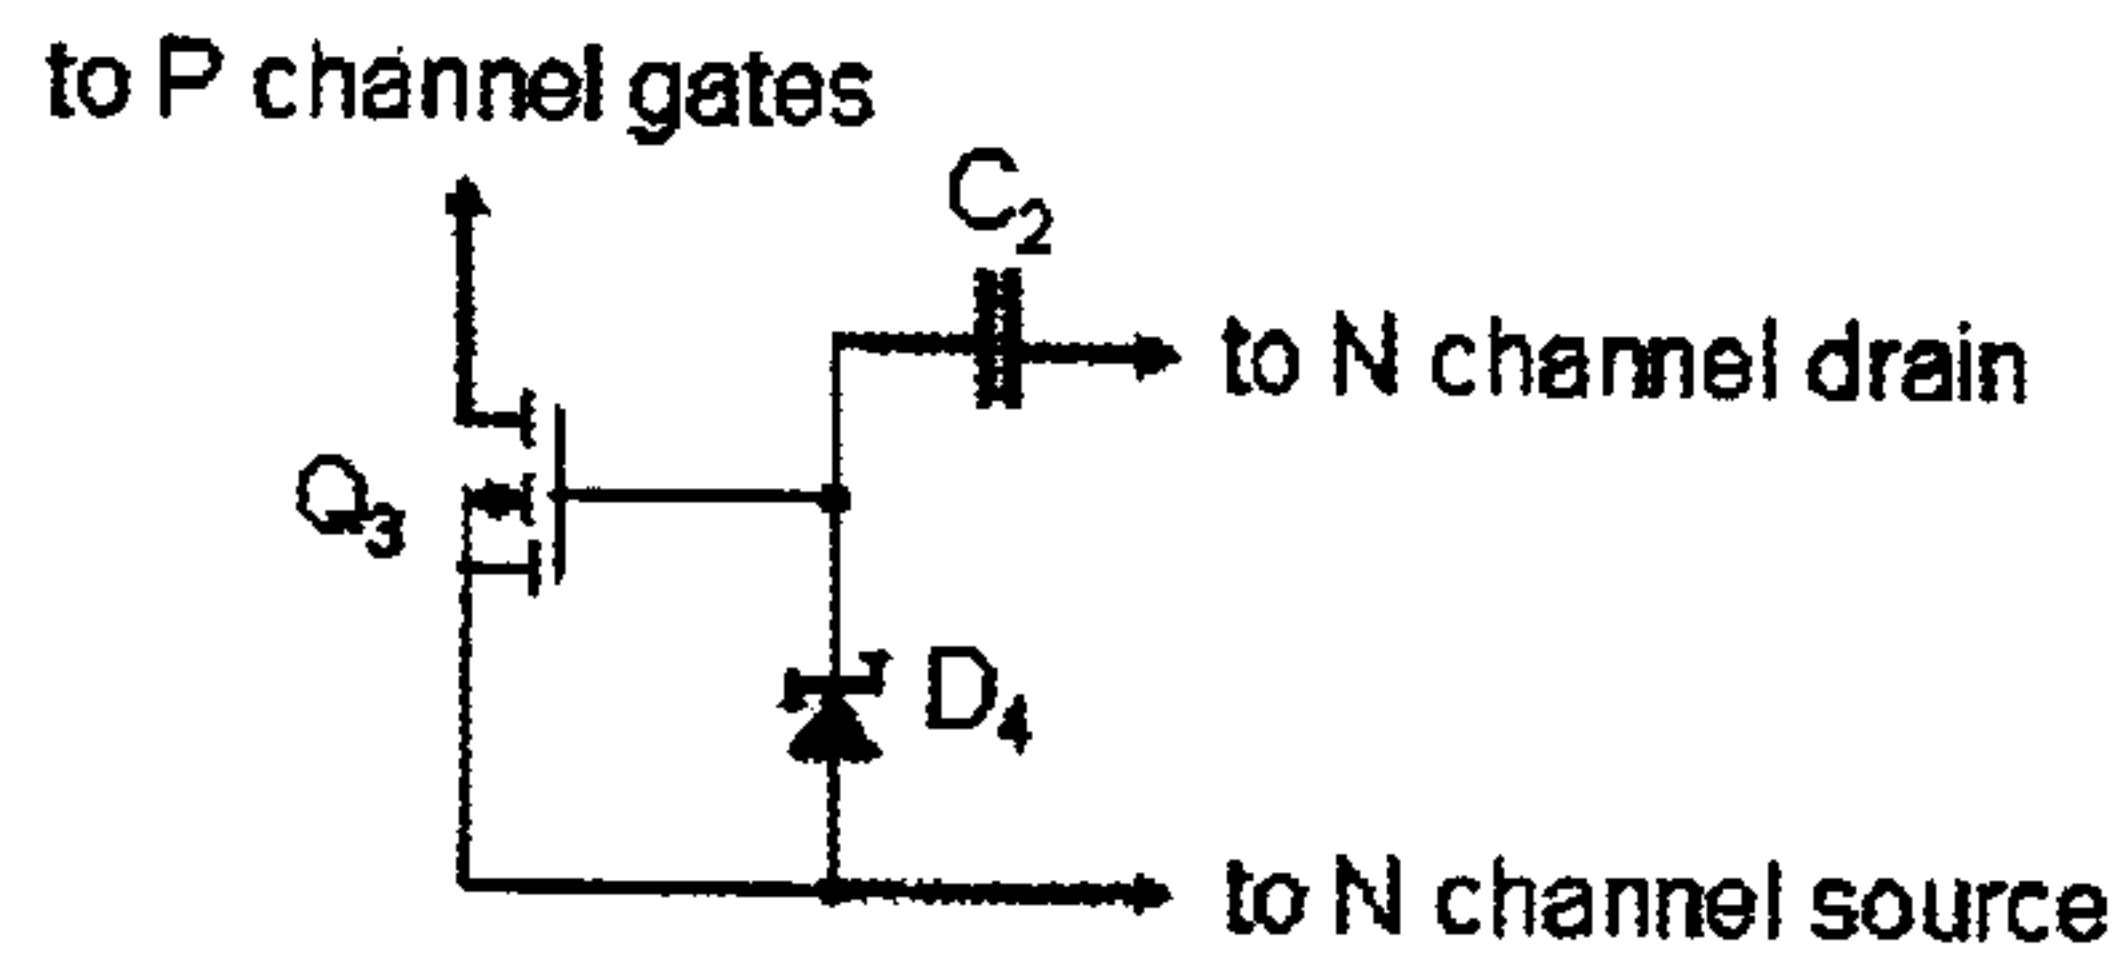 to P channel gates
C₂
to N channel drain
Q₃
D₄
to N channel source